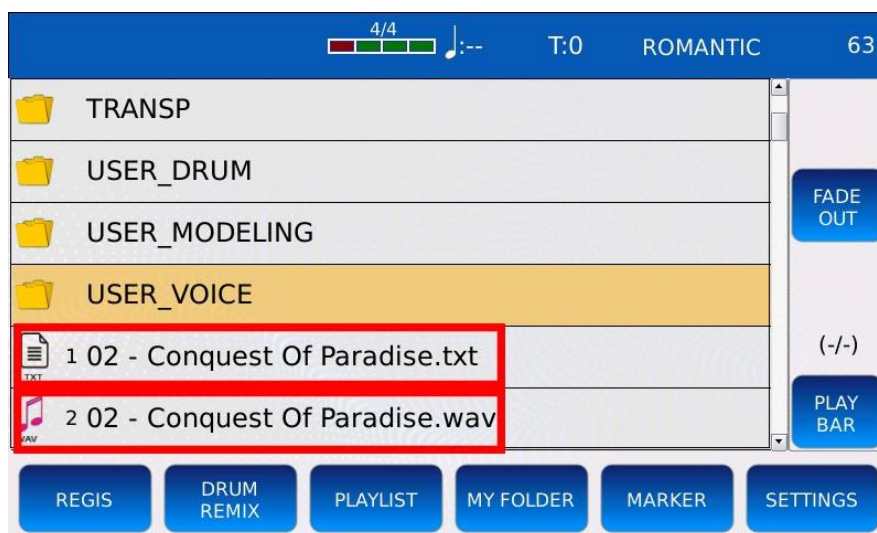 4/4
:-- T:0 ROMANTIC 63
TRANSP
USER_DRUM
USER_MODELING
USER_VOICE
1 02 - Conquest Of Paradise.txt
TXT
2 02 - Conquest Of Paradise.wav
WAV
FADE
OUT
(-/-)
PLAY
BAR
REGIS
DRUM
REMIX
PLAYLIST
MY FOLDER
MARKER
SETTINGS